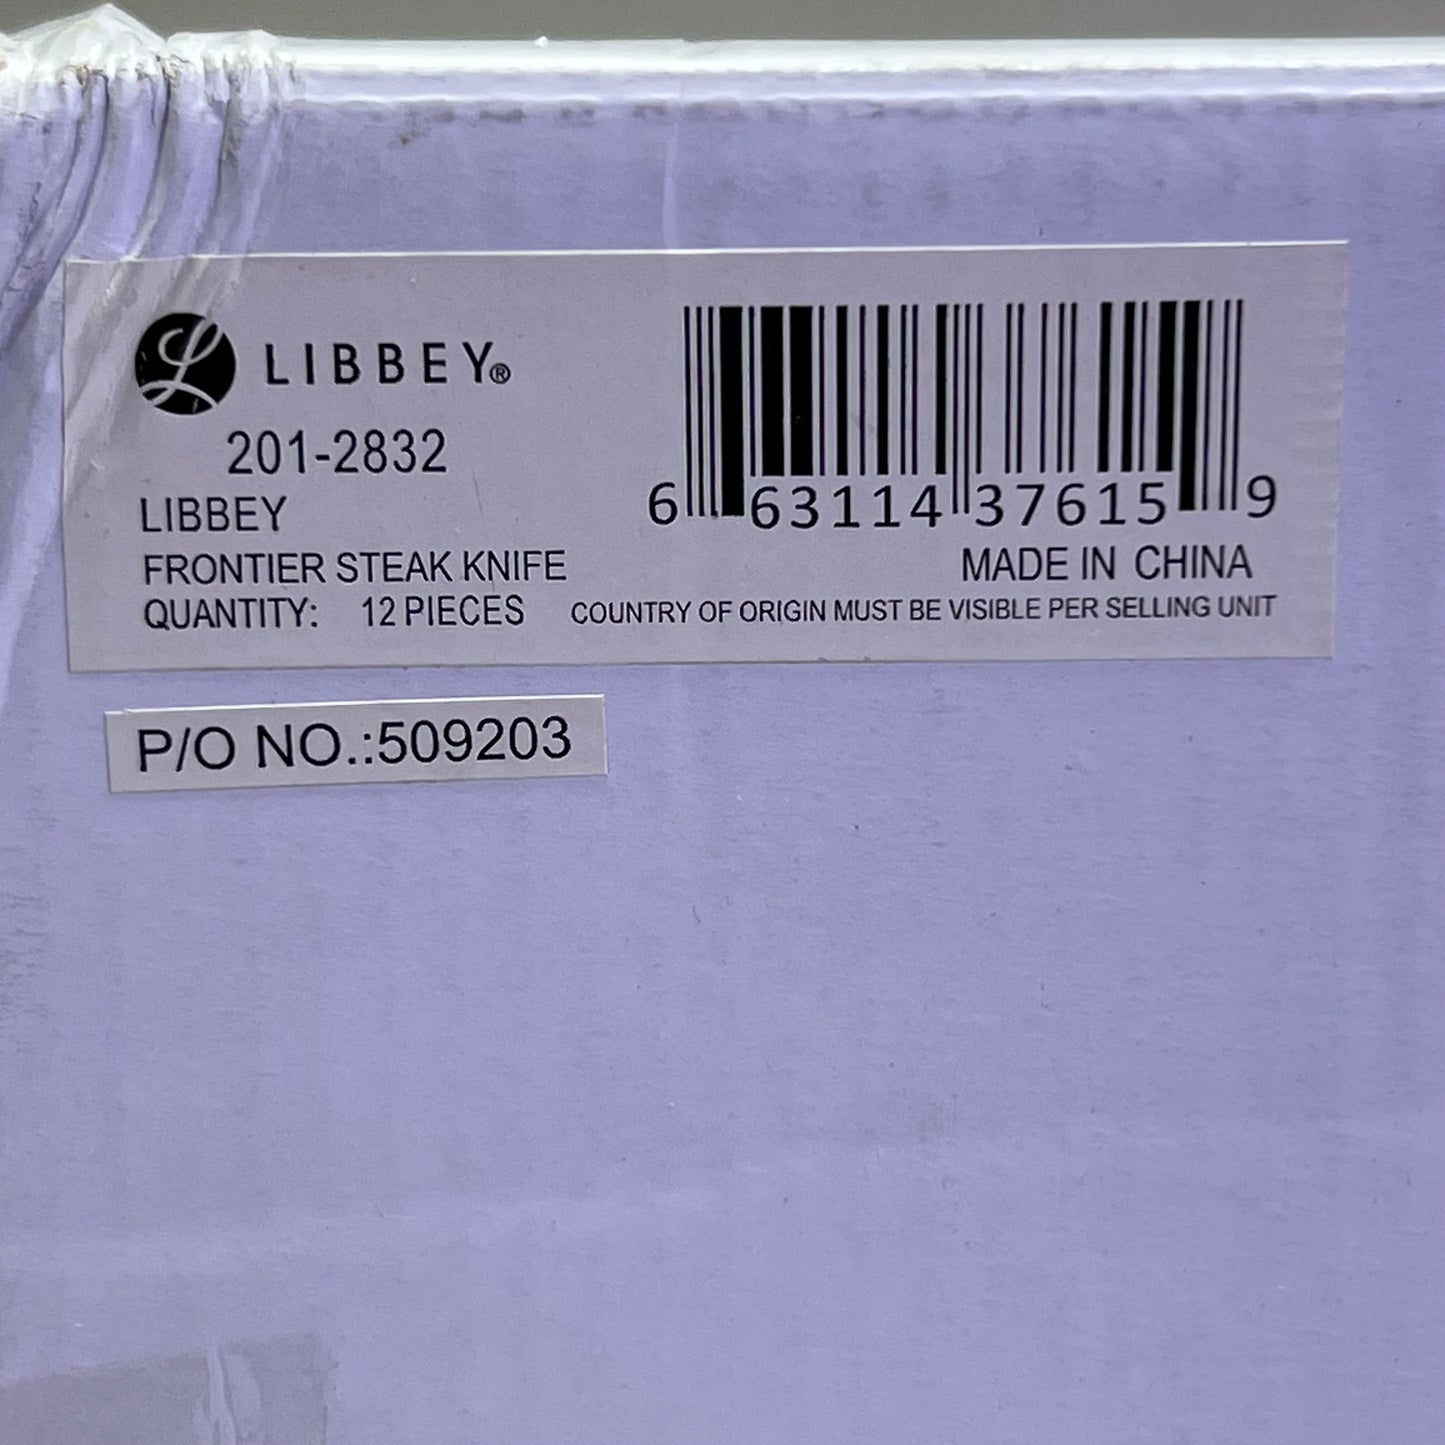 LIBBEY®
201-2832
LIBBEY
FRONTIER STEAK KNIFE
QUANTITY: 12 PIECES
6 63114 37615 9
MADE IN CHINA
COUNTRY OF ORIGIN MUST BE VISIBLE PER SELLING UNIT
P/O NO.:509203